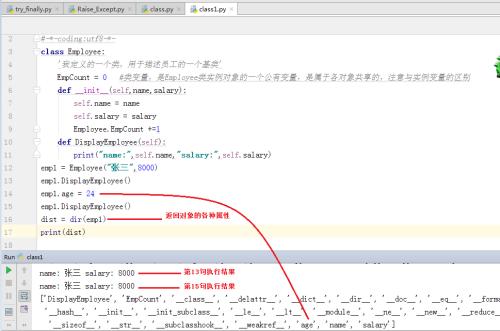 try_finally.py
Raise_Except.py
class.py
class1.py
2 #-*-coding:utf8-*-
3 class Employee:
4 '我定义的一个类，用于描述员工的一个基类'
5 EmpCount = 0 #类变量，是Employee类实例对象的一个公有变量，是属于各对象共享的，注意与实例变量的区别
6 def __init__(self,name,salary):
7 self.name = name
8 self.salary = salary
9 Employee.EmpCount +=1
10 def DisplayEmployee(self):
11 print("name:",self.name,"salary:",self.salary)
12 emp1 = Employee("张三",8000)
13 emp1.DisplayEmployee()
14 emp1.age = 24
15 emp1.DisplayEmployee()
16 dist = dir(emp1) 返回对象的各种属性
17 print(dist)
18
Run class1
name: 张三 salary: 8000 第13句执行结果
name: 张三 salary: 8000 第15句执行结果
['DisplayEmployee', 'EmpCount', '__class__', '__delattr__', '__dict__', '__dir__', '__doc__', '__eq__', '__forma
'__hash__', '__init__', '__init_subclass__', '__le__', '__lt__', '__module__', '__ne__', '__new__', '__reduce_
'__sizeof__', '__str__', '__subclasshook__', '__weakref__', 'age', 'name', 'salary']